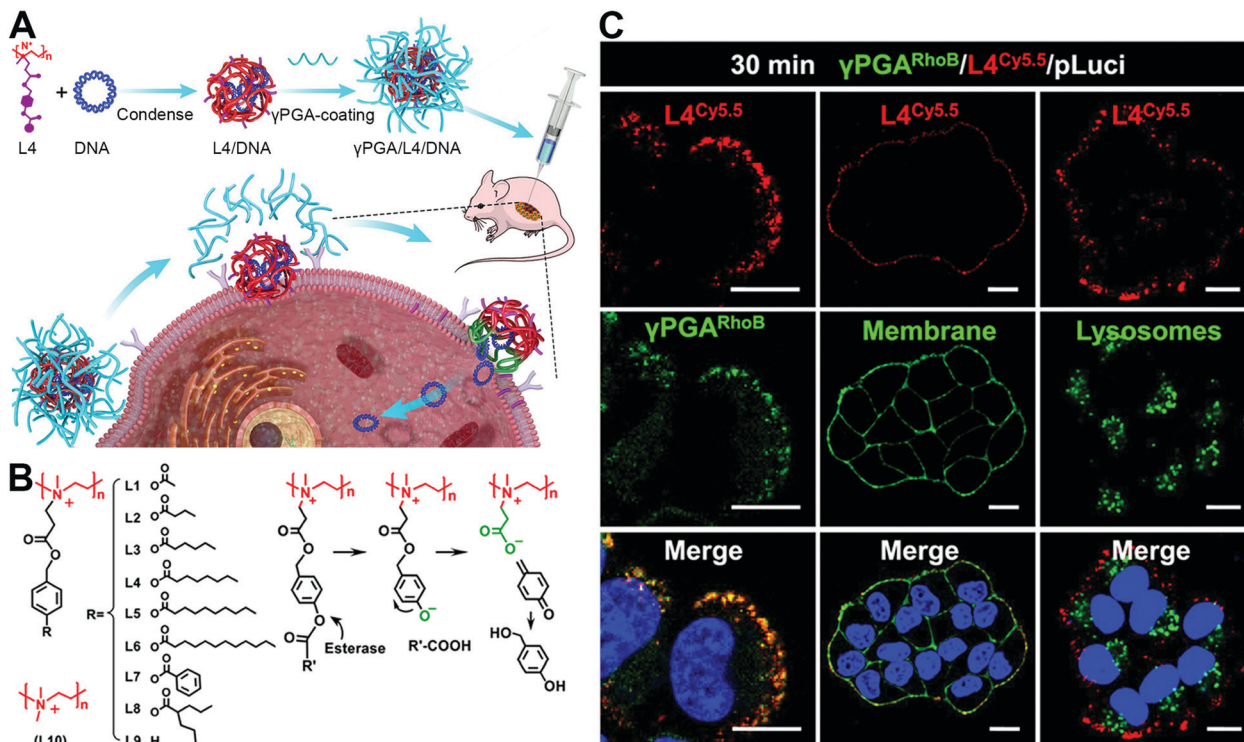 A
[ N⁺ ]n
L4
+
DNA
Condense
L4/DNA
γPGA-coating
γPGA/L4/DNA
B
N
+
n
O
O
R
R=
L1
L2
L3
L4
L5
L6
L7
L8
L9 H
N
+
n
(L10)
N
+
n
O
O
O
O
R'
Esterase
N
+
n
O
O
O⁻
R'-COOH
N
+
n
O
O⁻
O
HO
OH
C
30 min γPGA^RhoB/L4^Cy5.5/pLuci
L4^Cy5.5 L4^Cy5.5 L4^Cy5.5
γPGA^RhoB Membrane Lysosomes
Merge Merge Merge